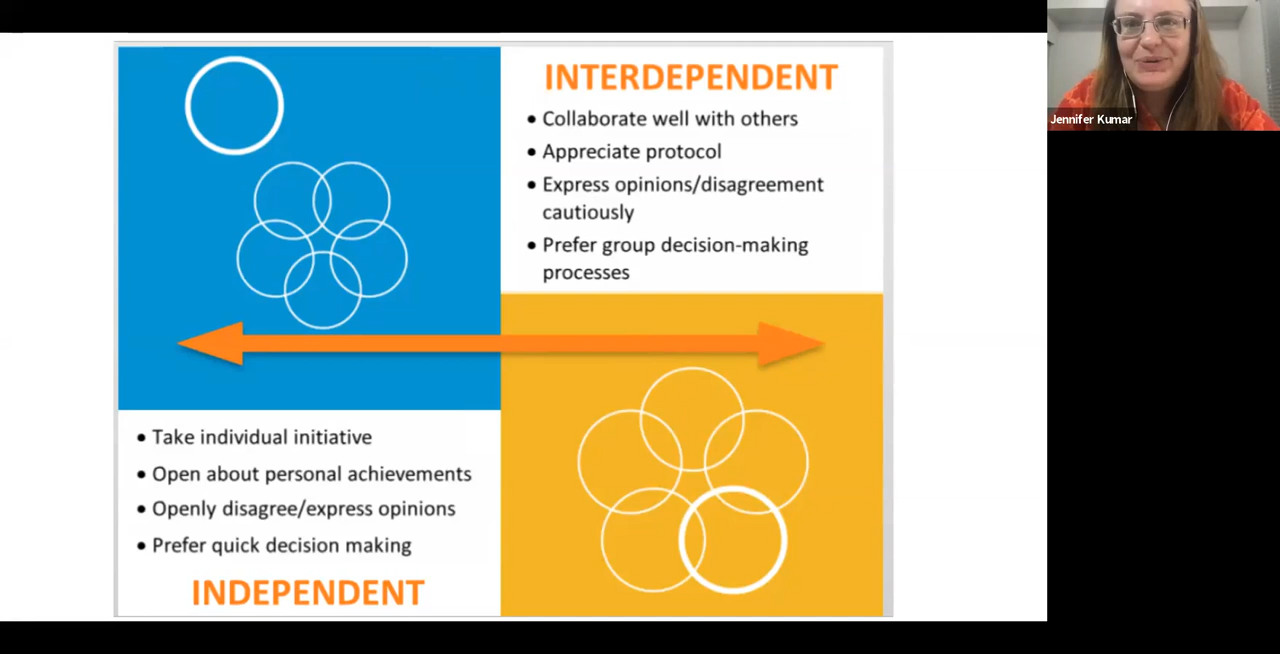 INTERDEPENDENT
• Collaborate well with others
• Appreciate protocol
• Express opinions/disagreement
cautiously
• Prefer group decision-making
processes
• Take individual initiative
• Open about personal achievements
• Openly disagree/express opinions
• Prefer quick decision making
INDEPENDENT
Jennifer Kumar